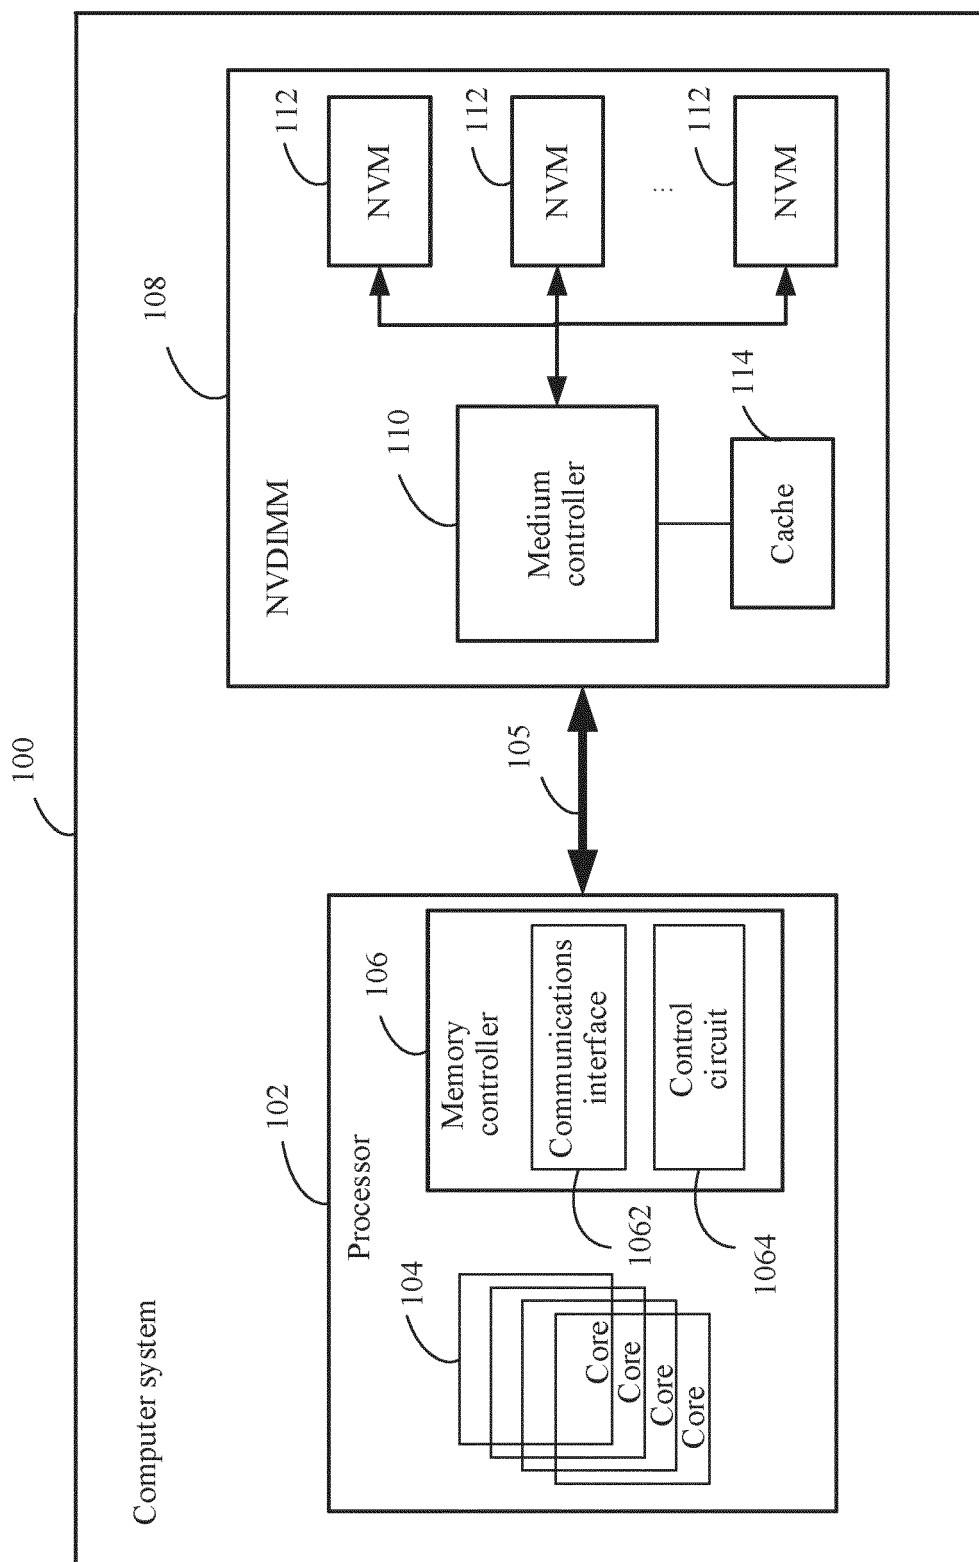 100
Computer system
102
Processor
104
Core
Core
Core
Core
106
Memory
controller
Communications
interface
1062
Control
circuit
1064
105
108
NVDIMM
110
Medium
controller
Cache
114
NVM
112
NVM
112
...
NVM
112